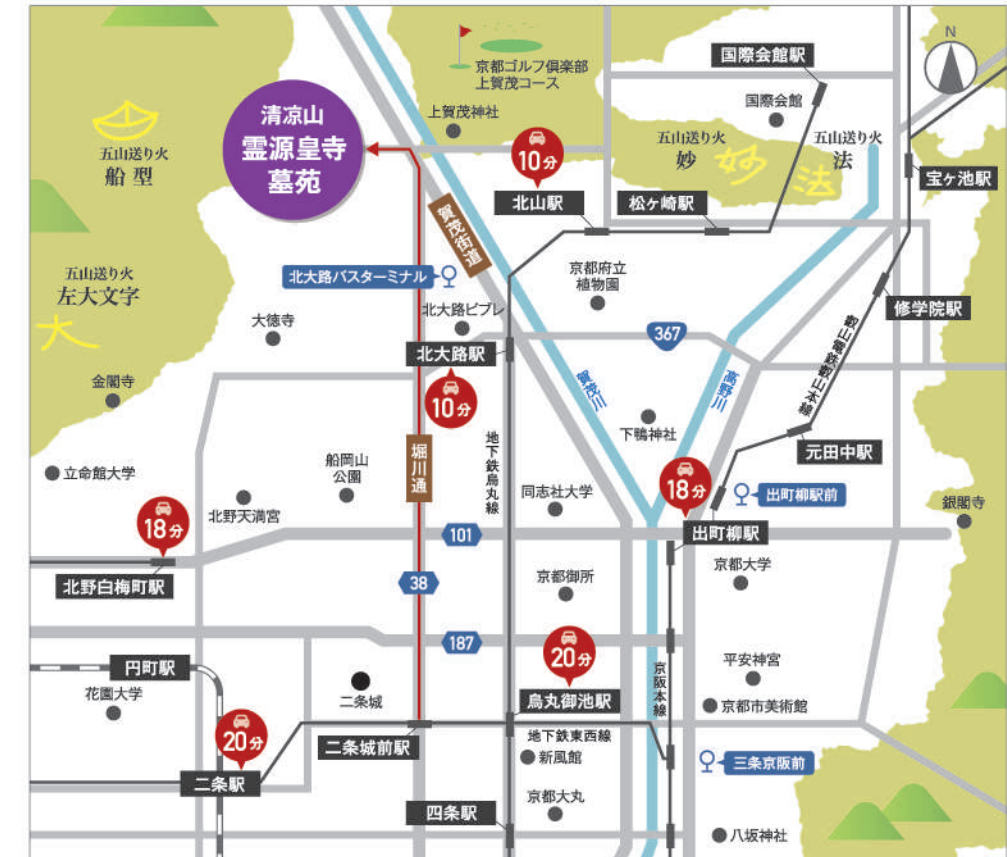 N
京都ゴルフ倶楽部
上賀茂コース
国際会館駅
清凉山
霊源皇寺
墓苑
上賀茂神社
国際会館
五山送り火
船型
五山送り火
妙
妙
法
五山送り火
法
10分
宝ヶ池駅
北山駅
松ヶ崎駅
賀茂街道
五山送り火
左大文字
大
北大路バスターミナル
京都府立
植物園
修学院駅
大徳寺
北大路ビブレ
367
叡山電鉄叡山本線
北大路駅
金閣寺
10分
賀茂川
高野川
下鴨神社
元田中駅
立命館大学
船岡山
公園
堀川通
地下鉄烏丸線
同志社大学
18分
出町柳駅前
銀閣寺
北野天満宮
18分
101
出町柳駅
北野白梅町駅
38
京都御所
京都大学
187
20分
円町駅
花園大学
二条城
烏丸御池駅
京阪本線
平安神宮
京都市美術館
20分
二条城前駅
地下鉄東西線
新風館
三条京阪前
二条駅
四条駅
京都大丸
八坂神社